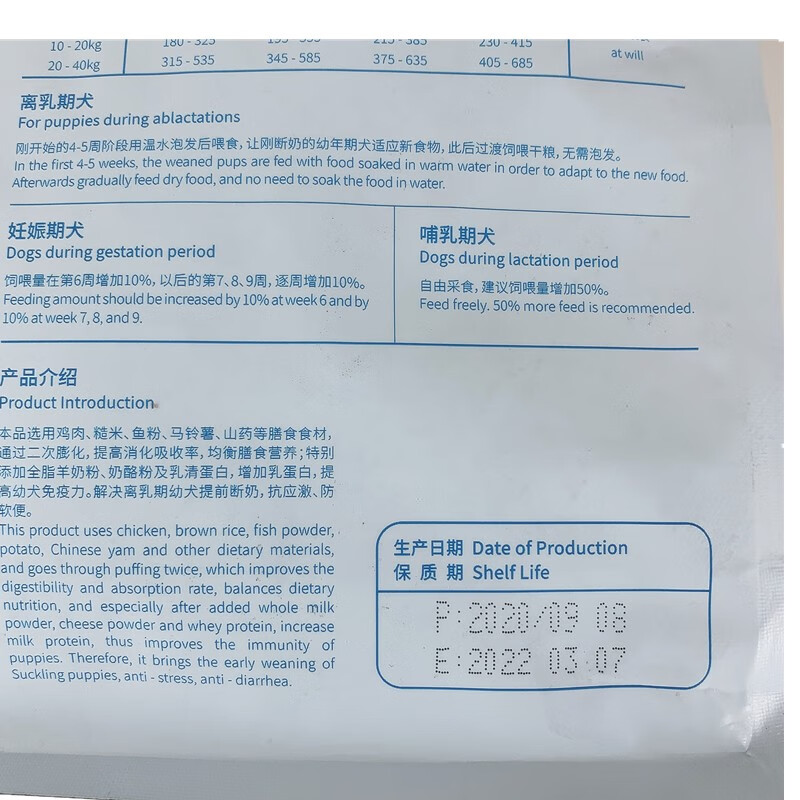 10 - 20kg 180 - 325 195 - 355 215 - 385 230 - 415
at will
20 - 40kg 315 - 535 345 - 585 375 - 635 405 - 685
离乳期犬
For puppies during ablactations
刚开始的4-5周阶段用温水泡发后喂食，让刚断奶的幼年期犬适应新食物，此后过渡饲喂干粮，无需泡发。
In the first 4-5 weeks, the weaned pups are fed with food soaked in warm water in order to adapt to the new food.
Afterwards gradually feed dry food, and no need to soak the food in water.
妊娠期犬
Dogs during gestation period
饲喂量在第6周增加10%，以后的第7、8、9周，逐周增加10%。
Feeding amount should be increased by 10% at week 6 and by
10% at week 7, 8, and 9.
哺乳期犬
Dogs during lactation period
自由采食，建议饲喂量增加50%。
Feed freely. 50% more feed is recommended.
产品介绍
Product Introduction
本品选用鸡肉、糙米、鱼粉、马铃薯、山药等膳食食材，
通过二次膨化，提高消化吸收率，均衡膳食营养；特别
添加全脂羊奶粉、奶酪粉及乳清蛋白，增加乳蛋白，提
高幼犬免疫力。解决离乳期幼犬提前断奶，抗应激、防
软便。
This product uses chicken, brown rice, fish powder,
potato, Chinese yam and other dietary materials,
and goes through puffing twice, which improves the
digestibility and absorption rate, balances dietary
nutrition, and especially after added whole milk
powder, cheese powder and whey protein, increase
milk protein, thus improves the immunity of
puppies. Therefore, it brings the early weaning of
Suckling puppies, anti - stress, anti - diarrhea.
生产日期 Date of Production
保 质 期 Shelf Life
P:2020/09 08
E:2022 03 07